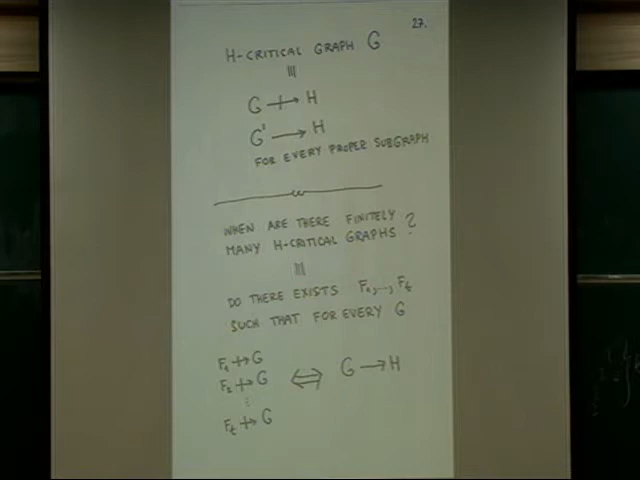 27.
H-CRITICAL GRAPH G
≡
G ↛ H
G' → H
FOR EVERY PROPER SUBGRAPH
WHEN ARE THERE FINITELY
MANY H-CRITICAL GRAPHS ?
≡
DO THERE EXISTS F₁,..., Fₜ
SUCH THAT FOR EVERY G
F₁ ↛ G
F₂ ↛ G ⇔ G → H
⋮
Fₜ ↛ G